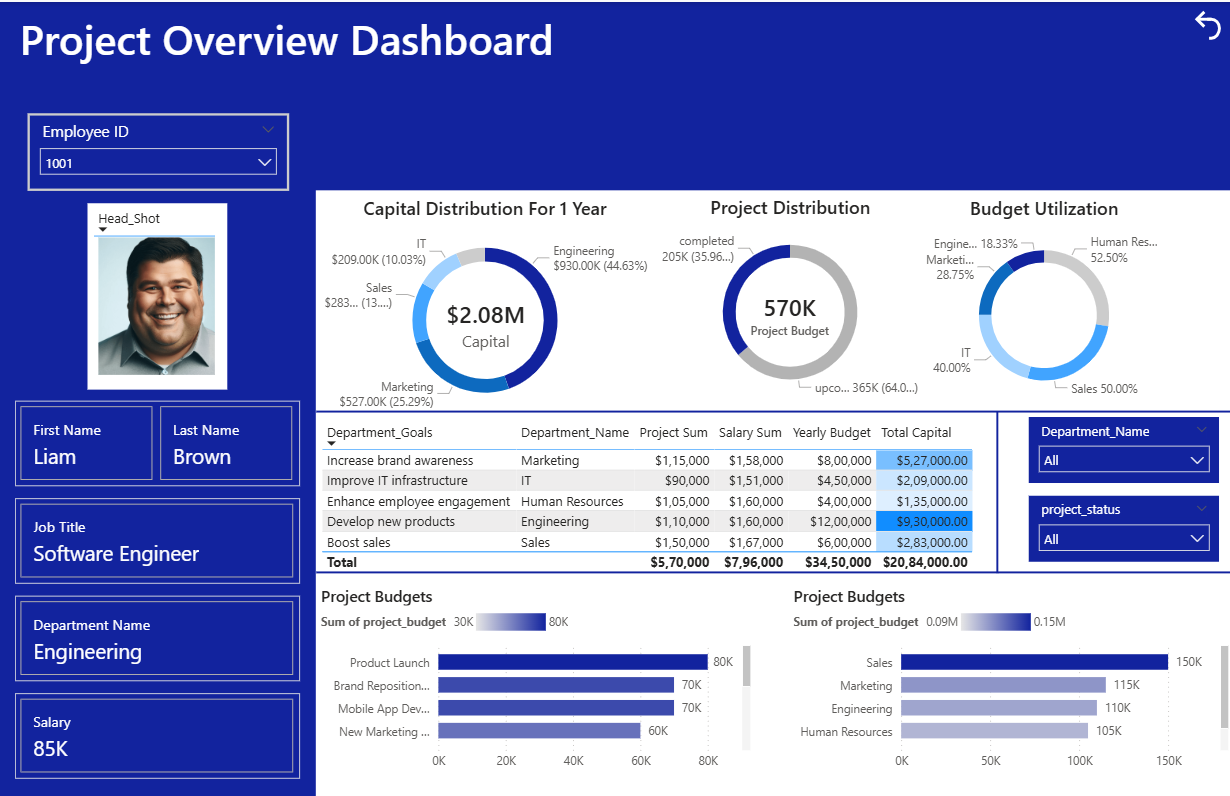 Project Overview Dashboard
Employee ID
1001
Head_Shot
First Name
Liam
Last Name
Brown
Job Title
Software Engineer
Department Name
Engineering
Salary
85K
Capital Distribution For 1 Year
IT
$209.00K (10.03%)
Sales
$283... (13....)
Marketing
$527.00K (25.29%)
Engineering
$930.00K (44.63%)
$2.08M
Capital
Project Distribution
completed
205K (35.96...)
570K
Project Budget
upco... 365K (64.0...)
Budget Utilization
Engine... 18.33%
Marketi...
28.75%
IT
40.00%
Human Res...
52.50%
Sales 50.00%
Department_Goals Department_Name Project Sum Salary Sum Yearly Budget Total Capital
Increase brand awareness Marketing $1,15,000 $1,58,000 $8,00,000 $5,27,000.00
Improve IT infrastructure IT $90,000 $1,51,000 $4,50,000 $2,09,000.00
Enhance employee engagement Human Resources $1,05,000 $1,60,000 $4,00,000 $1,35,000.00
Develop new products Engineering $1,10,000 $1,60,000 $12,00,000 $9,30,000.00
Boost sales Sales $1,50,000 $1,67,000 $6,00,000 $2,83,000.00
Total $5,70,000 $7,96,000 $34,50,000 $20,84,000.00
Department_Name
All
project_status
All
Project Budgets
Sum of project_budget 30K 80K
Product Launch 80K
Brand Reposition... 70K
Mobile App Dev... 70K
New Marketing ... 60K
0K 20K 40K 60K 80K
Project Budgets
Sum of project_budget 0.09M 0.15M
Sales 150K
Marketing 115K
Engineering 110K
Human Resources 105K
0K 50K 100K 150K